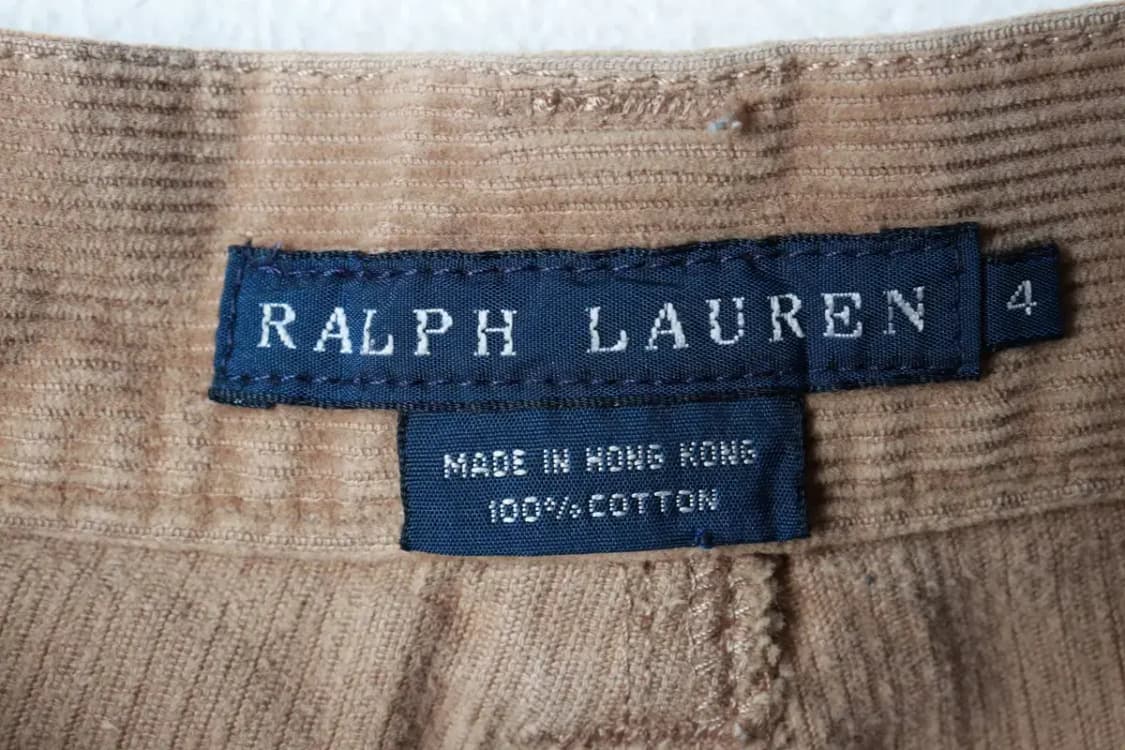 RALPH LAUREN
4
MADE IN HONG KONG
100% COTTON